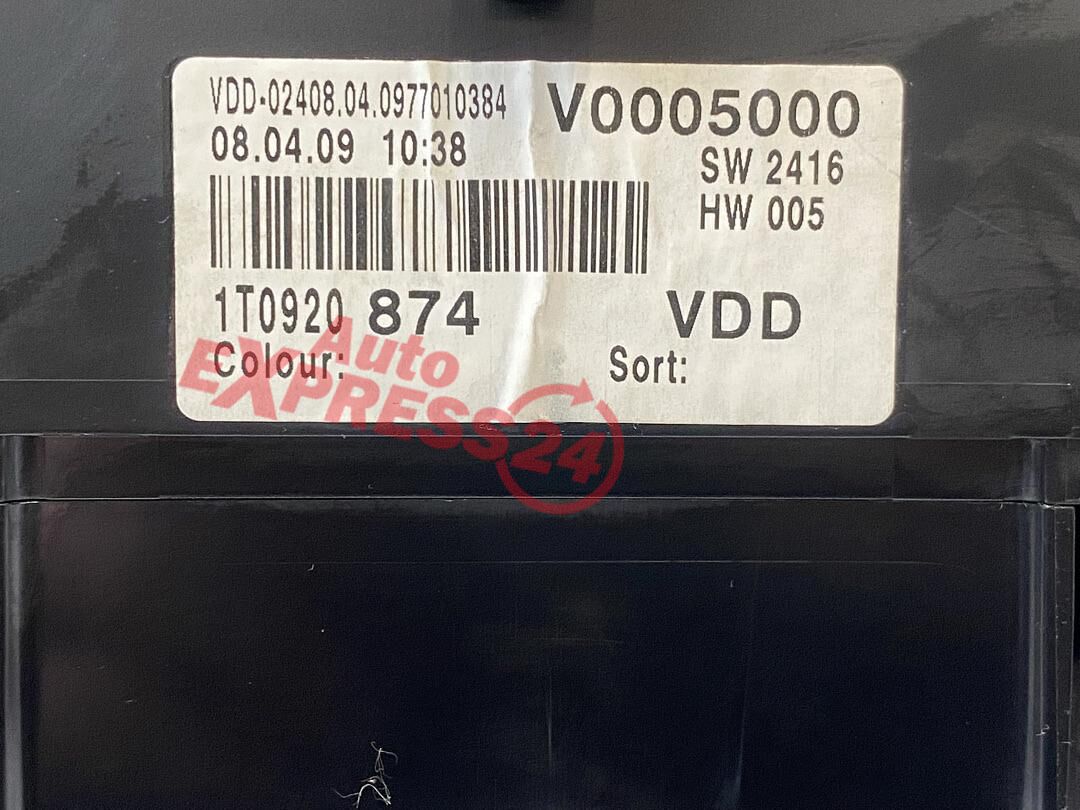 VDD-02408.04.0977010384
V0005000
08.04.09 10:38
SW 2416
HW 005
1T0920 874
VDD
Colour:
Sort:
Auto
EXPRESS24